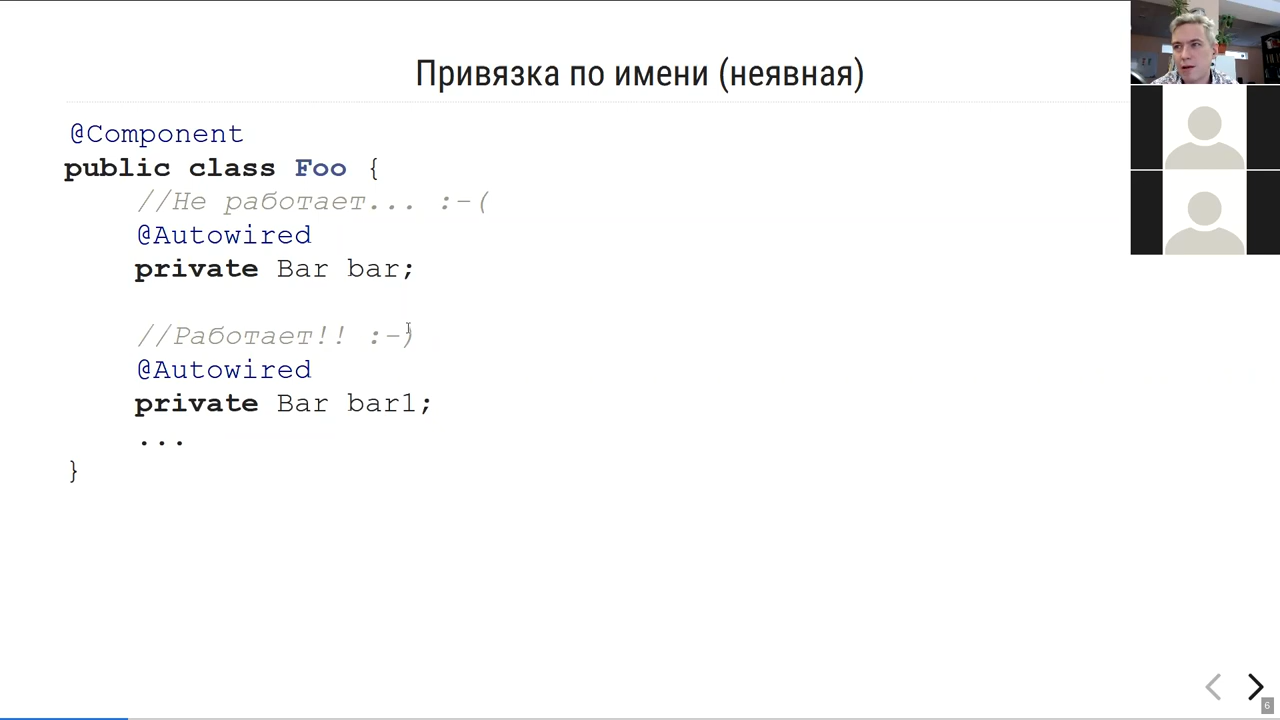 Привязка по имени (неявная)
@Component
public class Foo {
//Не работает... :-(
@Autowired
private Bar bar;
//Работает!! :-)
@Autowired
private Bar bar1;
...
}
6